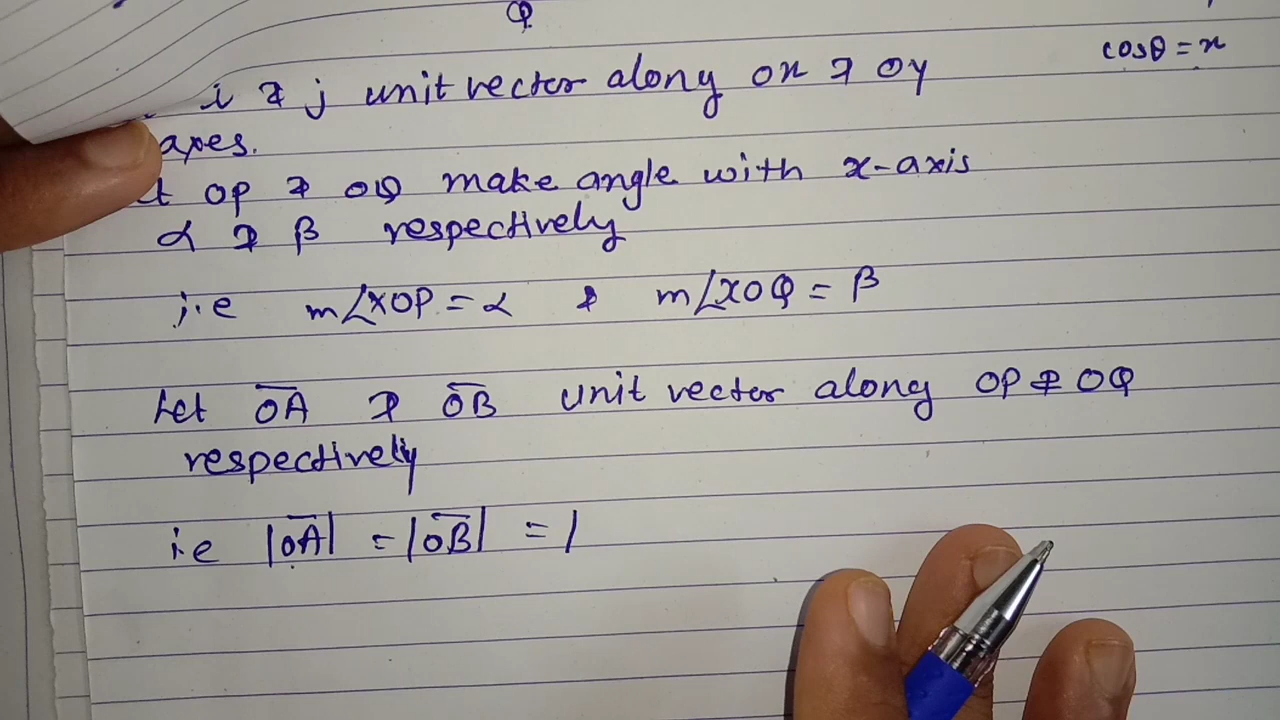 Q
cosθ = x
i & j unit vector along ox & oy
axes.
t op & OQ make angle with x-axis
α & β respectively
i.e m∠XOP = α & m∠XOQ = β
Let OA & OB unit vector along OP & OQ
respectively
i.e |OA| = |OB| = 1